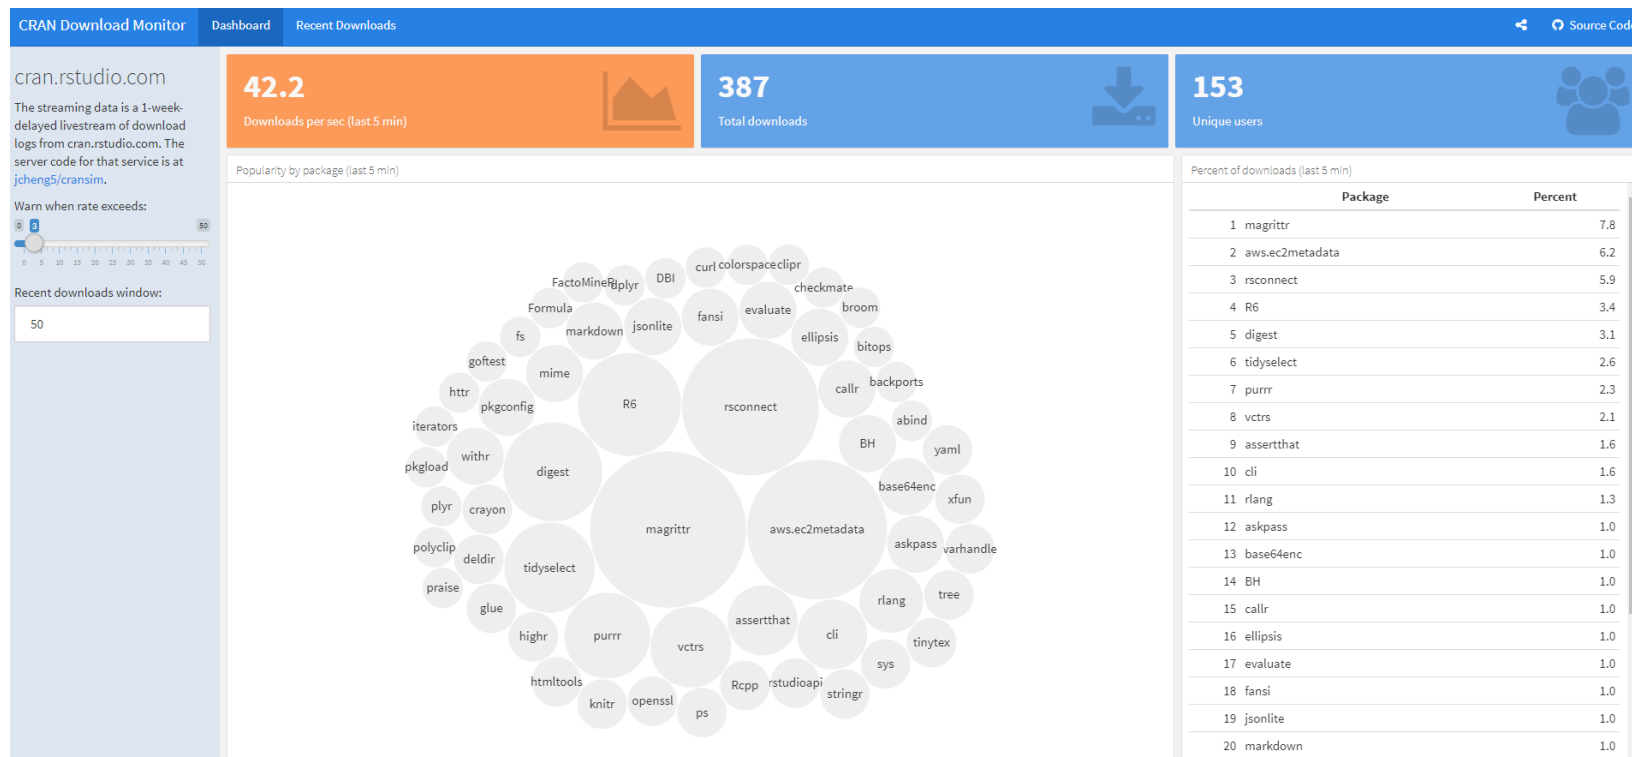 CRAN Download Monitor Dashboard Recent Downloads Source Code
cran.rstudio.com
The streaming data is a 1-week-
delayed livestream of download
logs from cran.rstudio.com. The
server code for that service is at
jcheng5/cransim.
Warn when rate exceeds:
0 3 50
0 5 10 15 20 25 30 35 40 45 50
Recent downloads window:
50
42.2
Downloads per sec (last 5 min)
387
Total downloads
153
Unique users
Popularity by package (last 5 min)
curl colorspace clipr
FactoMineR dplyr DBI
checkmate
Formula
markdown jsonlite fansi evaluate broom
fs
ellipsis
bitops
goftest
mime
callr backports
httr
pkgconfig
R6
rsconnect
iterators
abind
BH
yaml
withr
pkgload
digest
base64enc
xfun
plyr crayon
magrittr
aws.ec2metadata
askpass varhandle
polyclip
deldir
tidyselect
praise
tree
glue
rlang
assertthat
highr
purrr
cli
tinytex
vctrs
sys
htmltools
Rcpp rstudioapi
stringr
knitr openssl
ps
Percent of downloads (last 5 min)
Package Percent
1 magrittr 7.8
2 aws.ec2metadata 6.2
3 rsconnect 5.9
4 R6 3.4
5 digest 3.1
6 tidyselect 2.6
7 purrr 2.3
8 vctrs 2.1
9 assertthat 1.6
10 cli 1.6
11 rlang 1.3
12 askpass 1.0
13 base64enc 1.0
14 BH 1.0
15 callr 1.0
16 ellipsis 1.0
17 evaluate 1.0
18 fansi 1.0
19 jsonlite 1.0
20 markdown 1.0